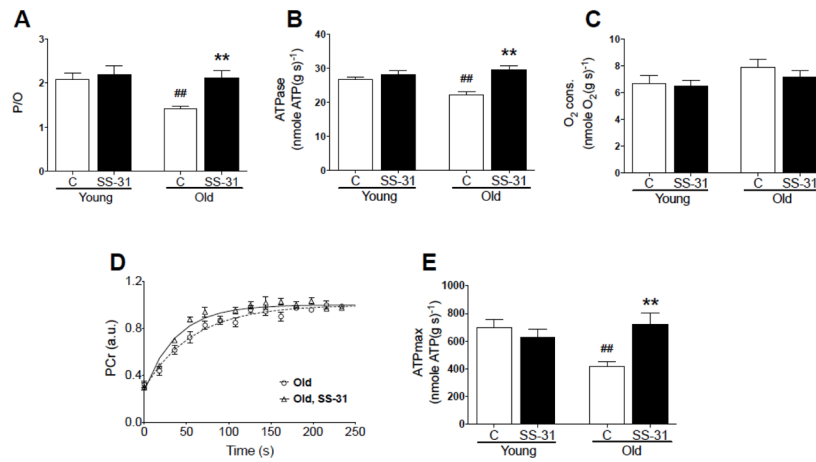 A
3
2
1
0
P/O
##
**
C
SS-31
C
SS-31
Young
Old
B
40
30
20
10
0
ATPase
(nmole ATP(g s)⁻¹)
##
**
C
SS-31
C
SS-31
Young
Old
C
10
8
6
4
2
0
O₂ cons.
(nmole O₂(g s)⁻¹)
C
SS-31
C
SS-31
Young
Old
D
1.2
0.8
0.4
0.0
PCr (a.u.)
Old
Old, SS-31
0
50
100
150
200
250
Time (s)
E
1000
800
600
400
200
0
ATPmax
(nmole ATP(g s)⁻¹)
##
**
C
SS-31
C
SS-31
Young
Old